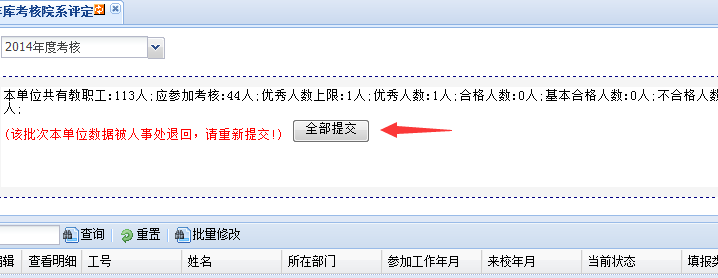 库考核院系评定
2014年度考核
本单位共有教职工:113人;应参加考核:44人;优秀人数上限:1人;优秀人数:1人;合格人数:0人;基本合格人数:0人;不合格人数
人;
(该批次本单位数据被人事处退回，请重新提交!) 全部提交
查询 重置 批量修改
编辑 查看明细 工号 姓名 所在部门 参加工作年月 来校年月 当前状态 填报类